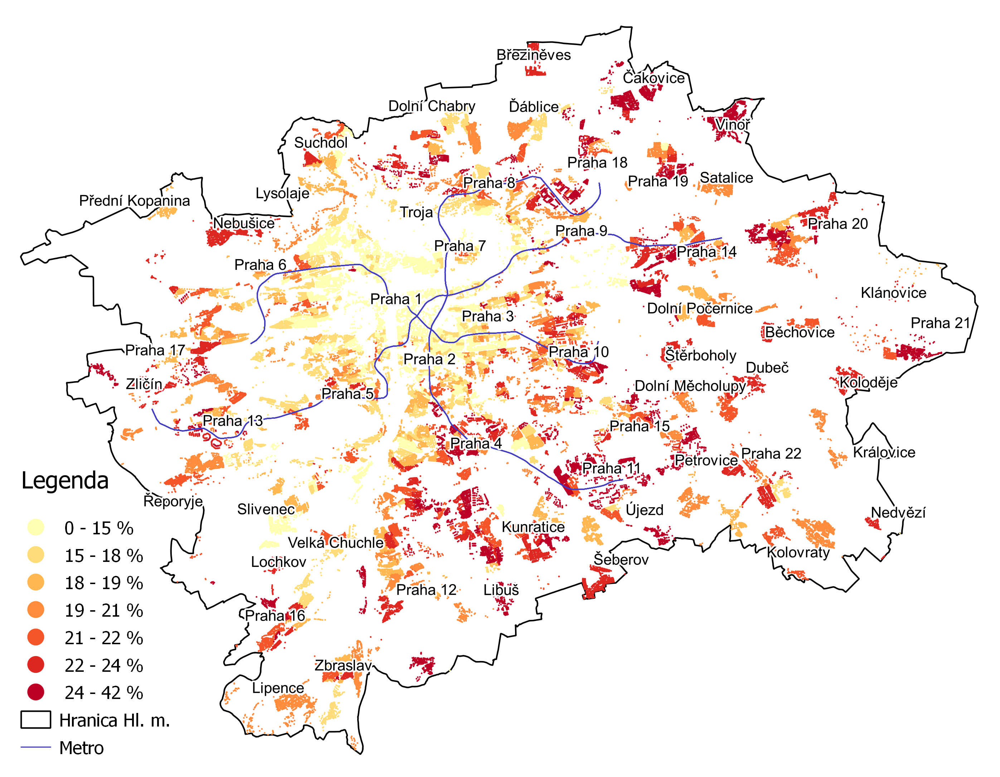 Březiněves
Čakovice
Dolní Chabry
Ďáblice
Vinoř
Suchdol
Praha 18
Praha 19
Satalice
Praha 8
Lysolaje
Přední Kopanina
Troja
Nebušice
Praha 20
Praha 9
Praha 7
Praha 14
Praha 6
Klánovice
Praha 1
Dolní Počernice
Praha 3
Praha 21
Běchovice
Praha 17
Praha 10
Štěrboholy
Praha 2
Dubeč
Zličín
Koloděje
Dolní Měcholupy
Praha 5
Praha 13
Praha 15
Praha 4
Královice
Praha 22
Petrovice
Praha 11
Legenda
Řeporyje
Slivenec
Újezd
Nedvězí
0 - 15 %
Kunratice
Velká Chuchle
15 - 18 %
Kolovraty
Lochkov
Šeberov
18 - 19 %
Praha 12
Libuš
19 - 21 %
Praha 16
21 - 22 %
22 - 24 %
Zbraslav
Lipence
24 - 42 %
Hranica Hl. m.
Metro